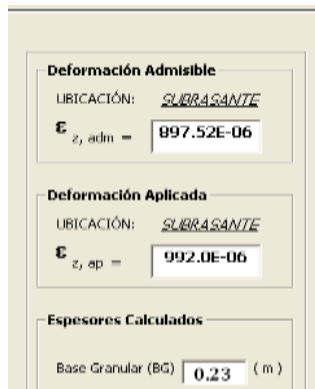 Deformación Admisible
UBICACIÓN: SUBRASANTE
ε z, adm = 897.52E-06
Deformación Aplicada
UBICACIÓN: SUBRASANTE
ε z, ap = 992.0E-06
Espesores Calculados
Base Granular (BG) 0.23 (m)